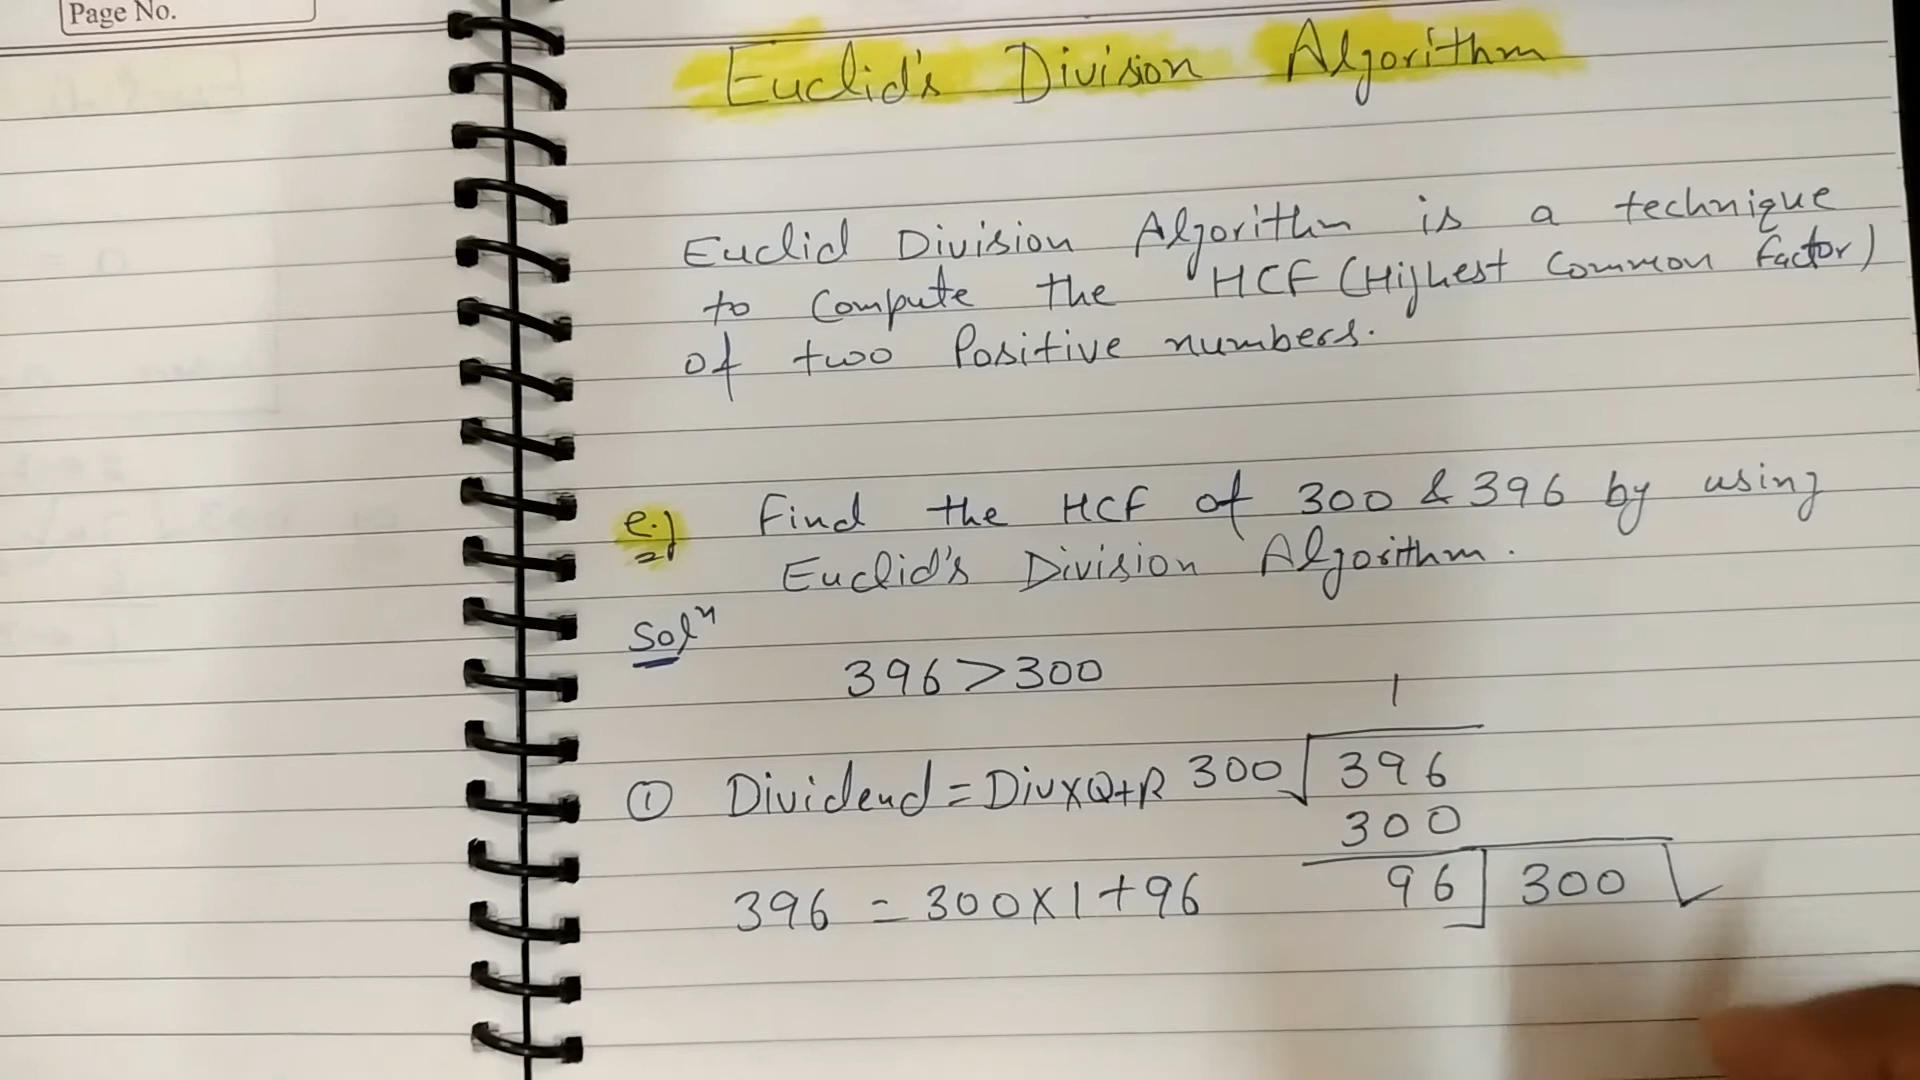 Page No.
Euclid's Division Algorithm
Euclid Division Algorithm is a technique
to compute the HCF (Highest common factor)
of two Positive numbers.
e.g Find the HCF of 300 & 396 by using
Euclid's Division Algorithm.
Solⁿ
396 > 300
1
① Dividend = Div×Q+R 300 396
300
396 = 300×1+96
96 300